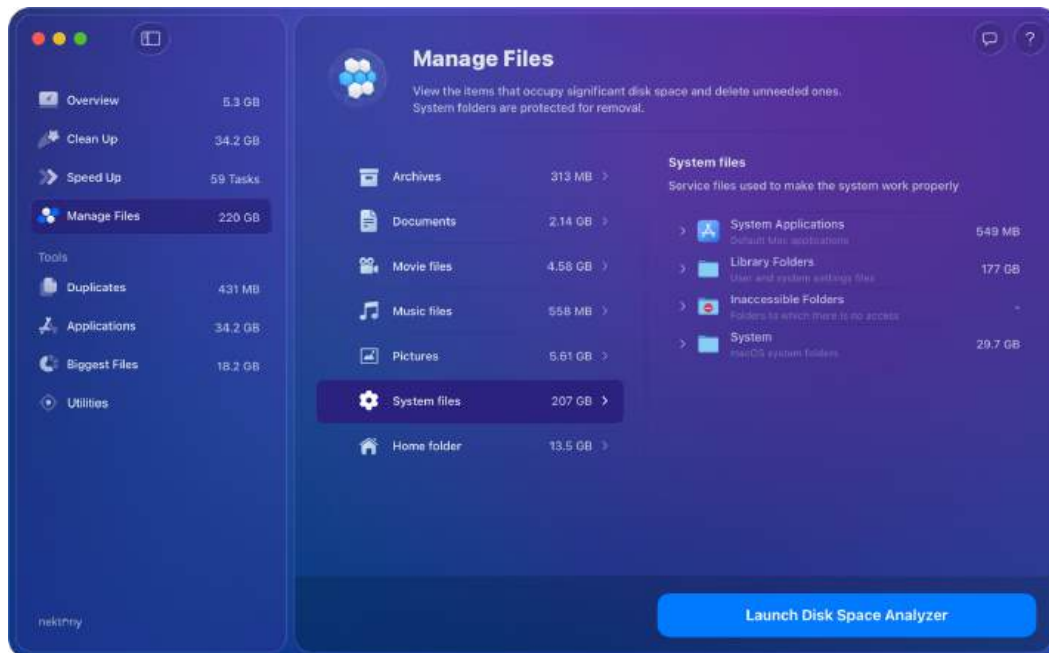 Overview 5.3 GB
Clean Up 34.2 GB
Speed Up 59 Tasks
Manage Files 220 GB
Tools
Duplicates 431 MB
Applications 34.2 GB
Biggest Files 18.2 GB
Utilities
nektony
Manage Files
View the items that occupy significant disk space and delete unneeded ones.
System folders are protected for removal.
?
Archives 313 MB
Documents 2.14 GB
Movie files 4.58 GB
Music files 558 MB
Pictures 5.61 GB
System files 207 GB
Home folder 13.5 GB
System files
Service files used to make the system work properly
System Applications 549 MB
Default Mac applications
Library Folders 177 GB
User and system settings files
Inaccessible Folders -
Folders to which there is no access
System 29.7 GB
macOS system folders
Launch Disk Space Analyzer